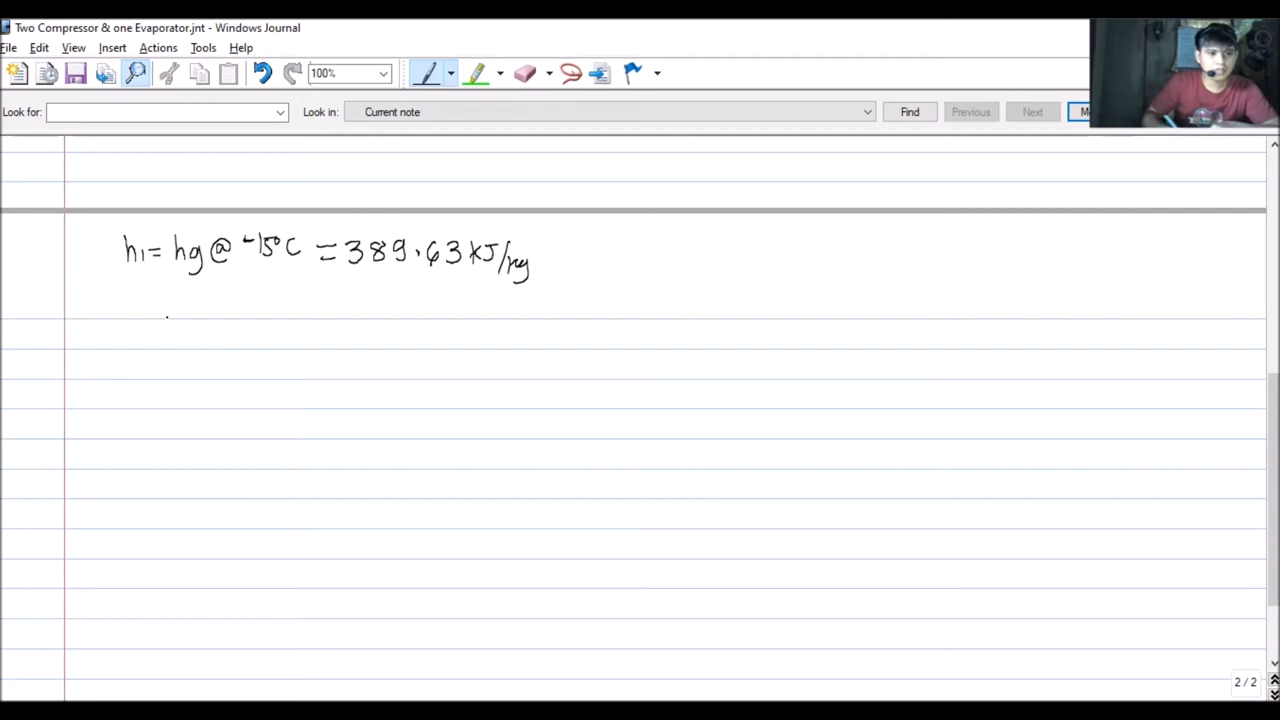 Two Compressor & one Evaporator.jnt - Windows Journal
File Edit View Insert Actions Tools Help
100%
Look for: Look in: Current note Find Previous Next
h1 = hg @ -15°C = 389.63 kJ/kg
2 / 2